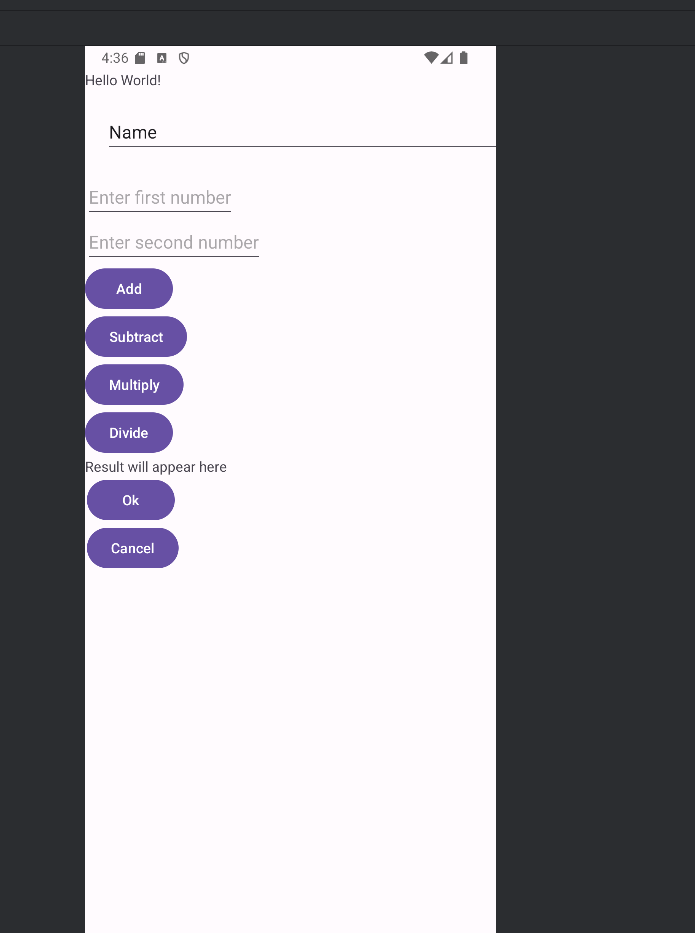 4:36
Hello World!
Name
Enter first number
Enter second number
Add
Subtract
Multiply
Divide
Result will appear here
Ok
Cancel